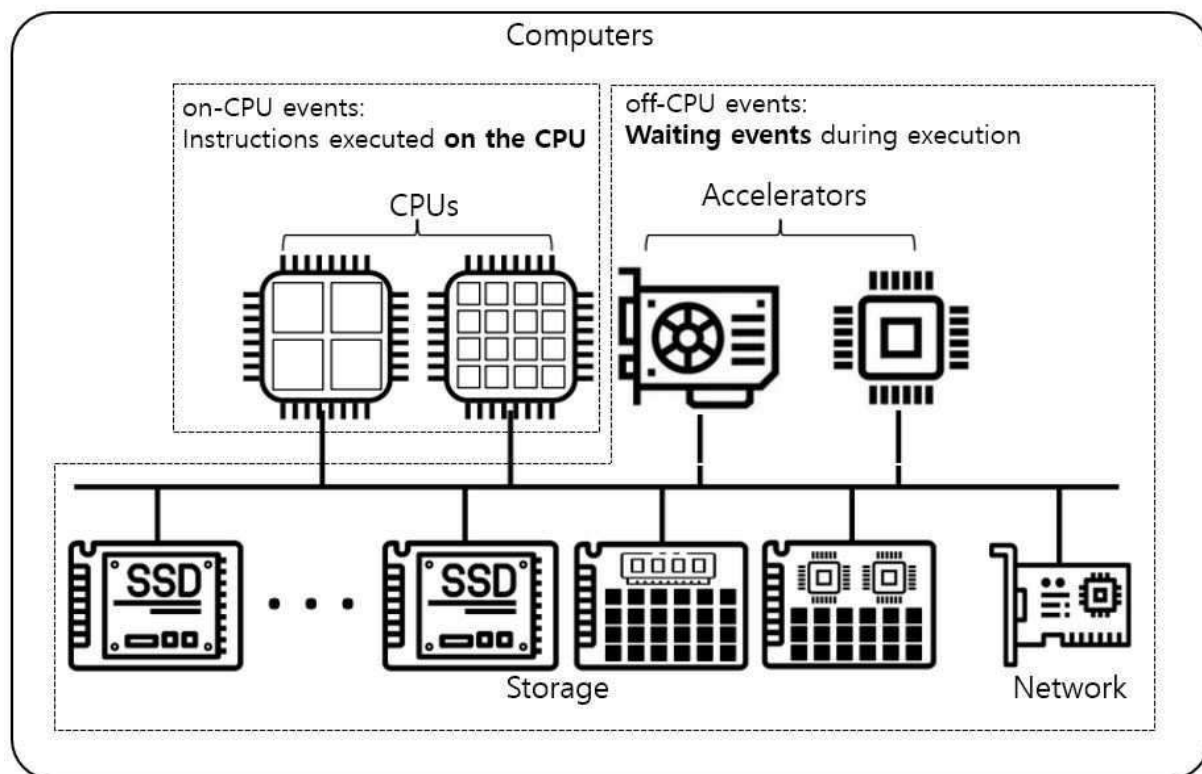 Computers
on-CPU events:
Instructions executed on the CPU
off-CPU events:
Waiting events during execution
CPUs
Accelerators
SSD
SSD
Storage
Network